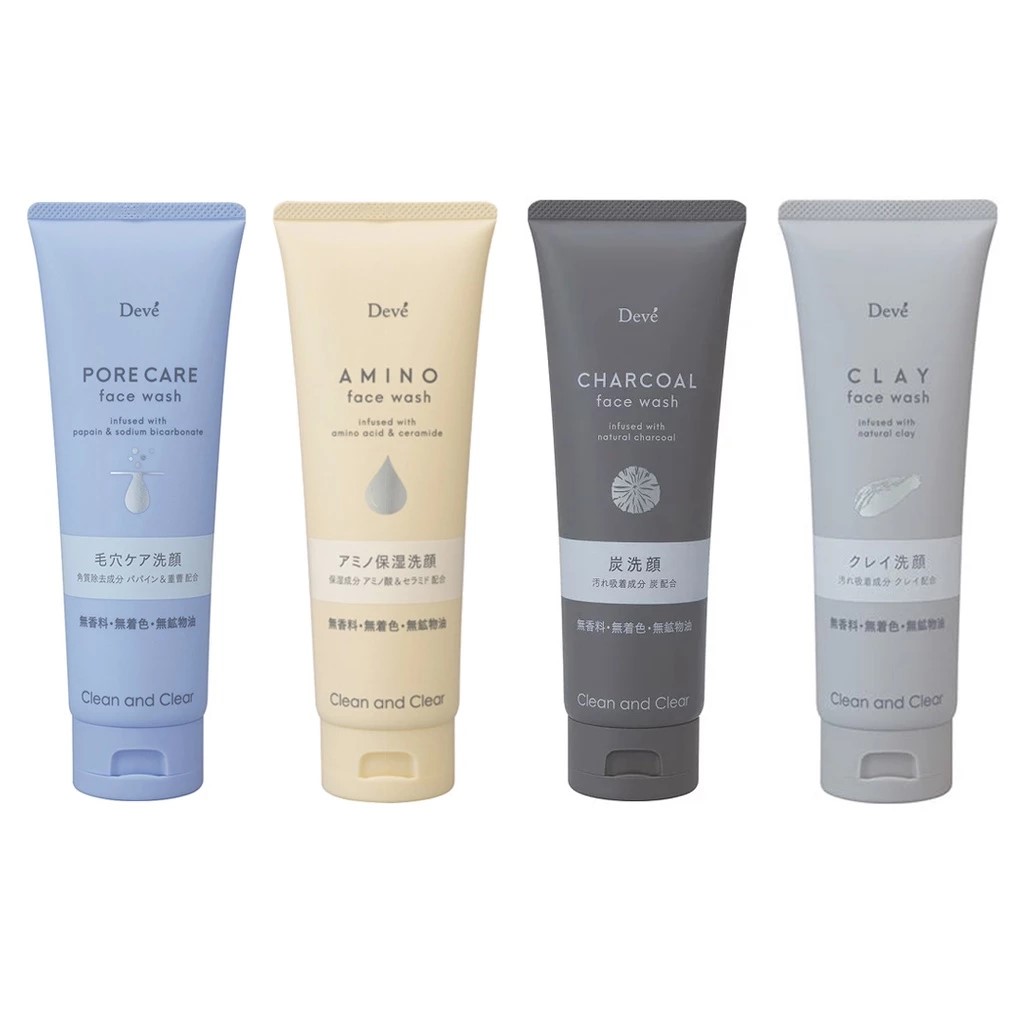 Devé
PORE CARE
face wash
infused with
papain & sodium bicarbonate
毛穴ケア洗顔
角質除去成分 パパイン&重曹 配合
無香料・無着色・無鉱物油
Clean and Clear
Devé
AMINO
face wash
infused with
amino acid & ceramide
アミノ保湿洗顔
保湿成分 アミノ酸&セラミド 配合
無香料・無着色・無鉱物油
Clean and Clear
Devé
CHARCOAL
face wash
infused with
natural charcoal
炭洗顔
汚れ吸着成分 炭配合
無香料・無着色・無鉱物油
Clean and Clear
Devé
CLAY
face wash
infused with
natural clay
クレイ洗顔
汚れ吸着成分 クレイ配合
無香料・無着色・無鉱物油
Clean and Clear